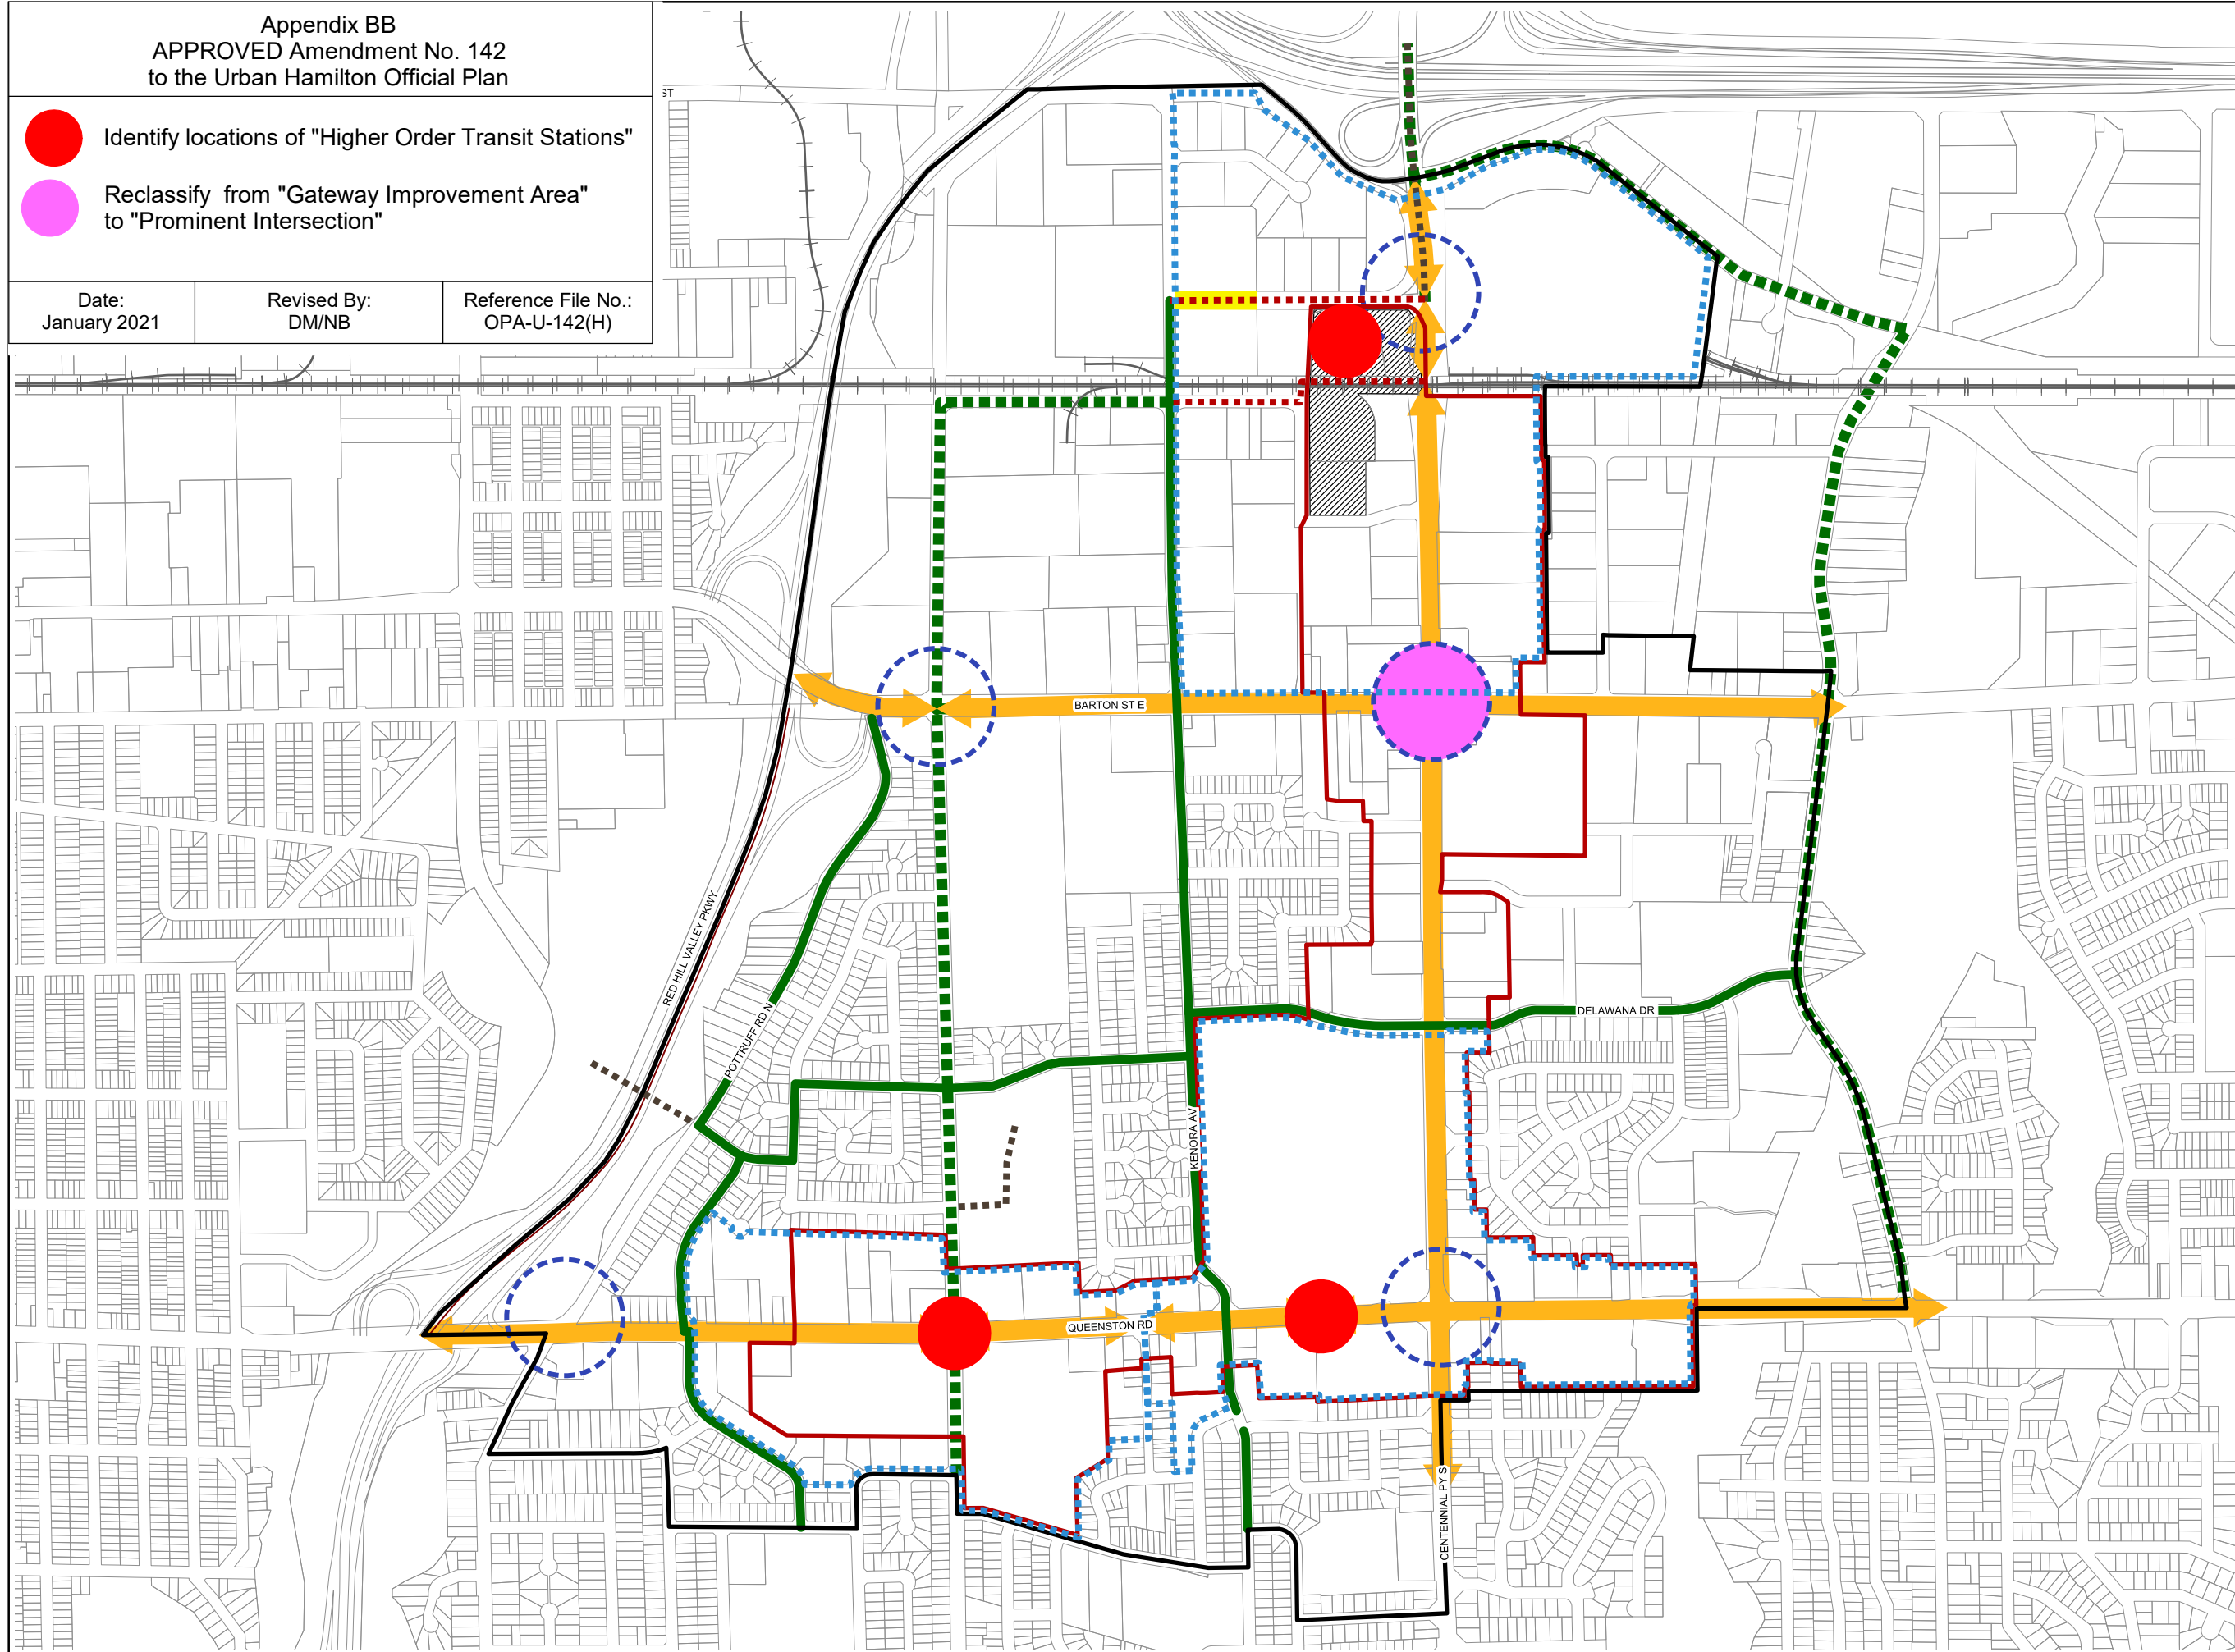 Appendix BB
APPROVED Amendment No. 142
to the Urban Hamilton Official Plan
Identify locations of "Higher Order Transit Stations"
Reclassify from "Gateway Improvement Area"
to "Prominent Intersection"
Date:
January 2021
Revised By:
DM/NB
Reference File No.:
OPA-U-142(H)
ST
BARTON ST E
RED HILL VALLEY PKWY
POTTRUFF RD N
DELAWANA DR
KENORA AV
QUEENSTON RD
CENTENNIAL PY S